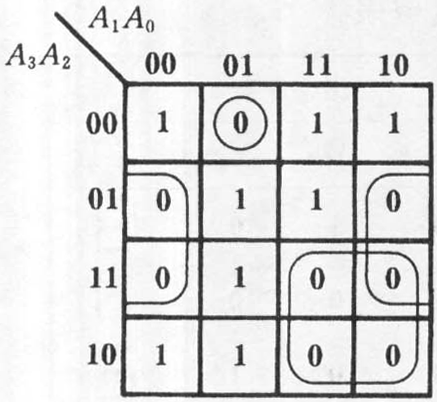 A₁A₀
A₃A₂
00 01 11 10
00 1 0 1 1
01 0 1 1 0
11 0 1 0 0
10 1 1 0 0